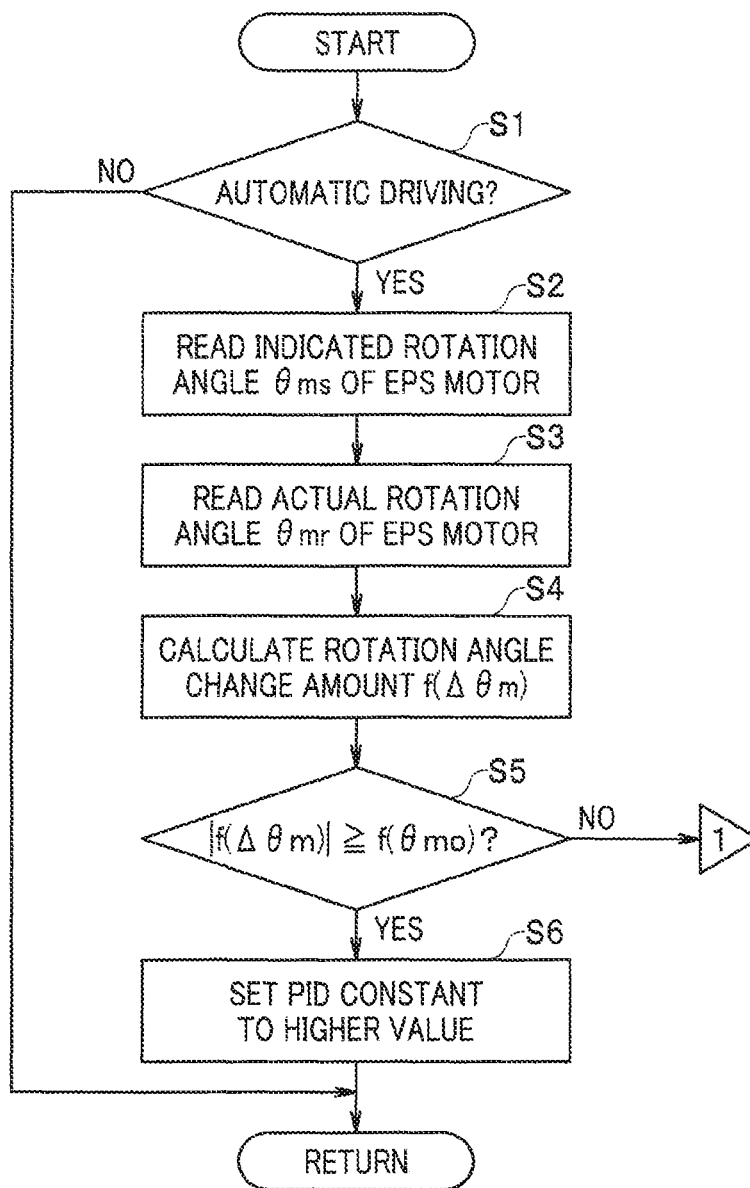 START
S1
NO
AUTOMATIC DRIVING?
YES
S2
READ INDICATED ROTATION
ANGLE θms OF EPS MOTOR
S3
READ ACTUAL ROTATION
ANGLE θmr OF EPS MOTOR
S4
CALCULATE ROTATION ANGLE
CHANGE AMOUNT f(Δθm)
S5
|f(Δθm)| ≧ f(θmo)?
NO
1
YES
S6
SET PID CONSTANT
TO HIGHER VALUE
RETURN